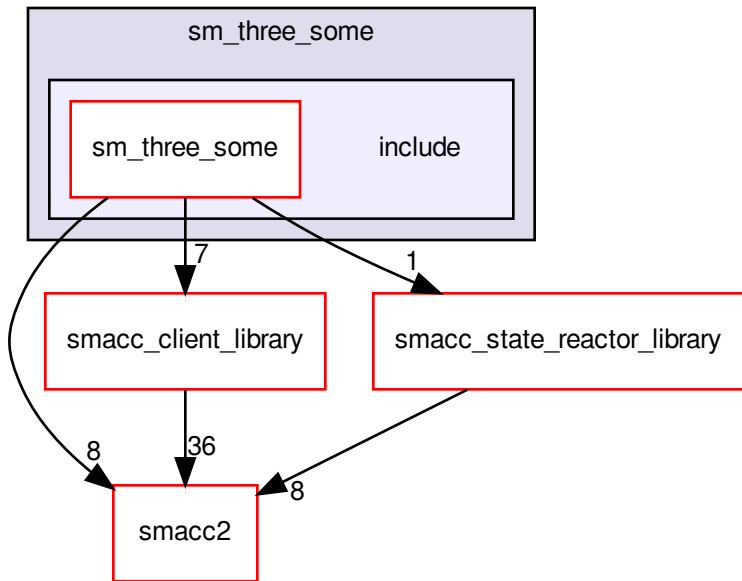 sm_three_some
sm_three_some
include
7
1
smacc_client_library
smacc_state_reactor_library
8
36
8
smacc2